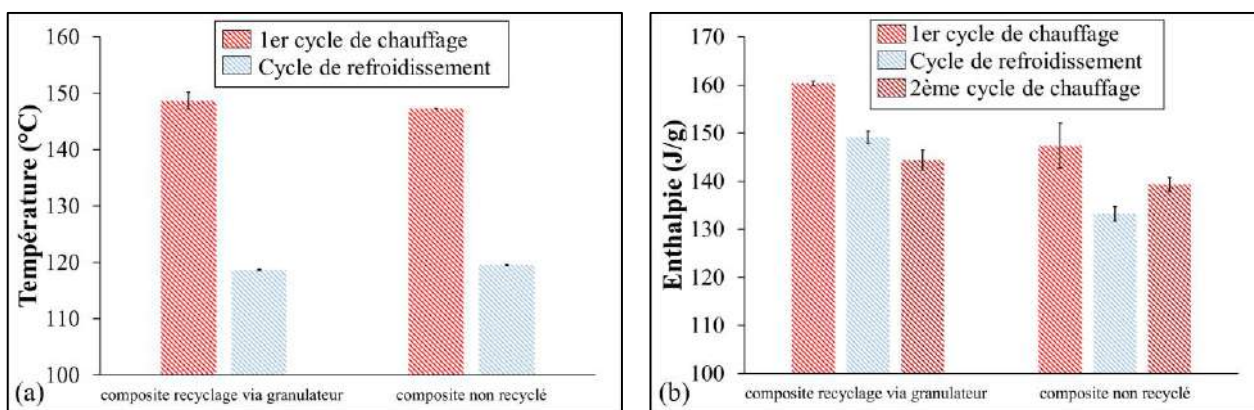 160
150
140
130
120
110
100
Température (°C)
1er cycle de chauffage
Cycle de refroidissement
(a)
composite recyclage via granulateur
composite non recyclé
170
160
150
140
130
120
110
100
Enthalpie (J/g)
1er cycle de chauffage
Cycle de refroidissement
2ème cycle de chauffage
(b)
composite recyclage via granulateur
composite non recyclé